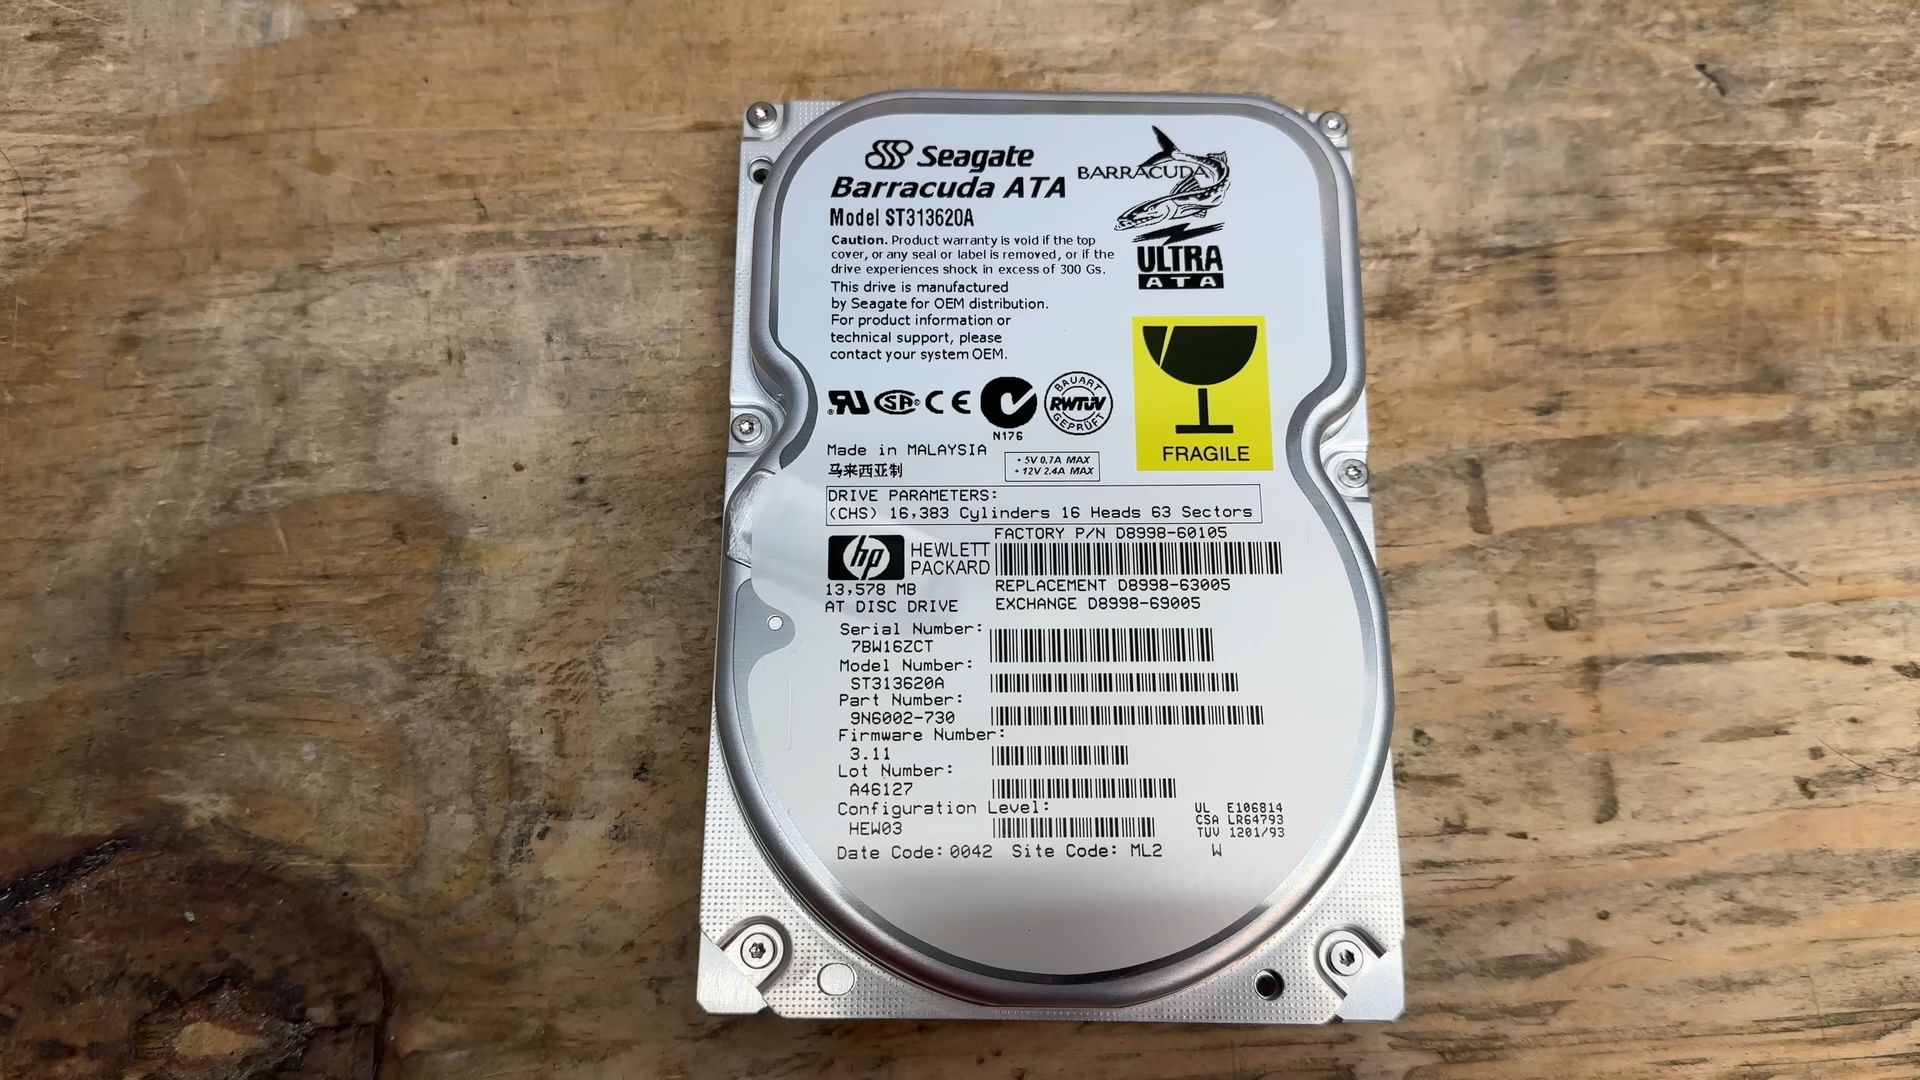 Seagate
Barracuda ATA
BARRACUDA
Model ST313620A
Caution. Product warranty is void if the top
cover, or any seal or label is removed, or if the
drive experiences shock in excess of 300 Gs.
ULTRA
ATA
This drive is manufactured
by Seagate for OEM distribution.
For product information or
technical support, please
contact your system OEM.
FRAGILE
BAUART
RWTÜV
GEPRÜFT
N176
Made in MALAYSIA
马来西亚制
+5V 0.7A MAX
+12V 2.4A MAX
DRIVE PARAMETERS:
(CHS) 16,383 Cylinders 16 Heads 63 Sectors
FACTORY P/N D8998-60105
hp HEWLETT
PACKARD
13,578 MB
AT DISC DRIVE
REPLACEMENT D8998-63005
EXCHANGE D8998-69005
Serial Number:
7BW16ZCT
Model Number:
ST313620A
Part Number:
9N6002-730
Firmware Number:
3.11
Lot Number:
A46127
Configuration Level:
HEW03
UL E106814
CSA LR64793
TUV 1201/93
Date Code: 0042 Site Code: ML2 W